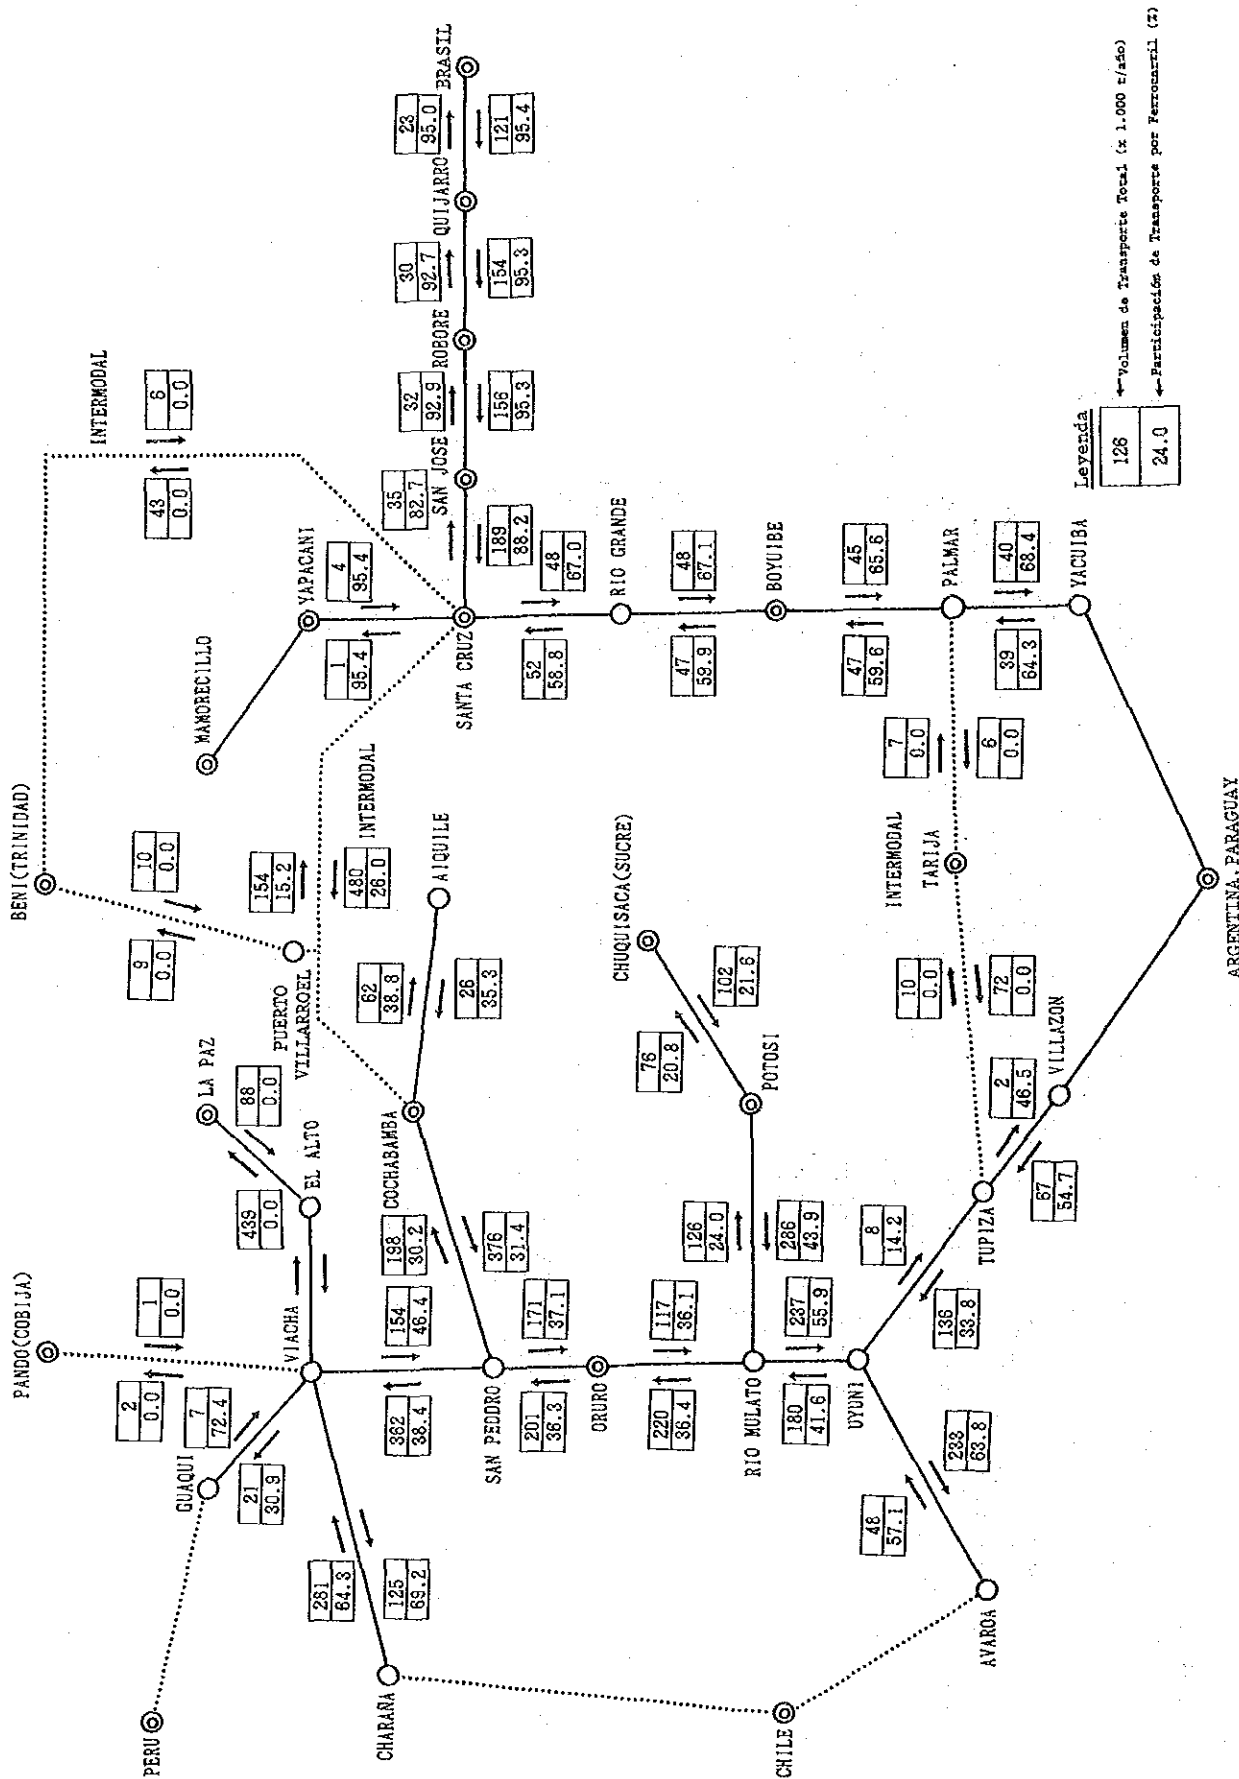 BENI(TRINIDAD)
PANDO(COBIJA)
INTERMODAL
43
0.0
6
0.0
10
0.0
9
0.0
1
0.0
2
0.0
PERU
GUAQUI
7
72.4
21
30.9
LA PAZ
88
0.0
439
0.0
EL ALTO
VIACHA
PUERTO
VILLARROEL
MAMORECILLO
YAPACANI
4
95.4
1
95.4
154
15.2
INTERMODAL
480
26.0
CHARAÑA
281
64.3
125
69.2
154
46.4
362
38.4
COCHABAMBA
198
30.2
376
31.4
AIQUILE
62
38.8
26
35.3
SANTA CRUZ
35
82.7
189
88.2
SAN JOSE
32
92.9
156
95.3
ROBORE
30
92.7
154
95.3
QUIJARRO
23
95.0
121
95.4
BRASIL
SAN PEDDRO
171
37.1
201
36.3
ORURO
117
36.1
220
36.4
48
67.0
52
58.8
RIO GRANDE
48
67.1
47
59.9
BOYUIBE
CHUQUISACA(SUCRE)
102
21.6
76
20.8
POTOSI
126
24.0
286
43.9
RIO MULATO
237
55.9
180
41.6
UYUNI
CHILE
48
57.1
233
63.8
AVAROA
8
14.2
136
33.8
TUPIZA
10
0.0
72
0.0
INTERMODAL
TARIJA
7
0.0
6
0.0
45
65.6
47
59.6
PALMAR
40
68.4
39
64.3
YACUIBA
2
46.5
67
54.7
VILLAZON
ARGENTINA, PARAGUAY
Leyenda
126 ←Volumen de Transporte Total (x 1.000 t/año)
24.0 ←Participación de Transporte por Ferrocarril (%)